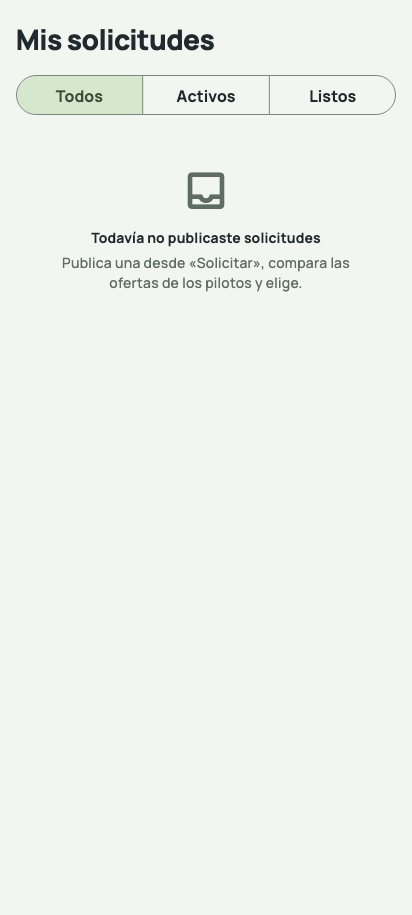 Mis solicitudes
Todos
Activos
Listos
Todavía no publicaste solicitudes
Publica una desde «Solicitar», compara las
ofertas de los pilotos y elige.